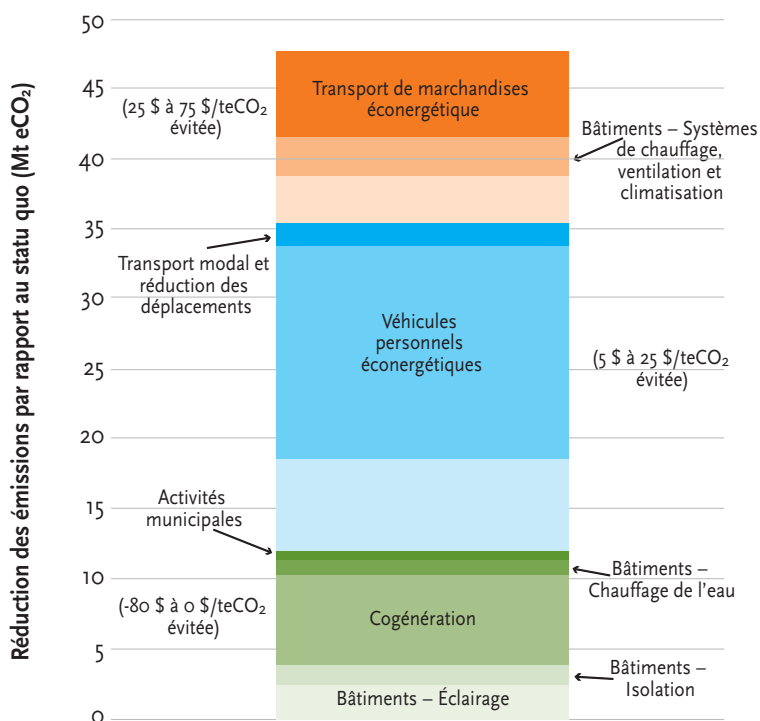 Réduction des émissions par rapport au statu quo (Mt eCO₂)
50
45
40
35
30
25
20
15
10
5
0
(25 $ à 75 $/teCO₂
évitée)
Transport de marchandises
éconergétique
Bâtiments – Systèmes
de chauffage,
ventilation et
climatisation
Transport modal et
réduction des
déplacements
Véhicules
personnels
éconergétiques
(5 $ à 25 $/teCO₂
évitée)
Activités
municipales
Bâtiments –
Chauffage de l'eau
(-80 $ à 0 $/teCO₂
évitée)
Cogénération
Bâtiments –
Isolation
Bâtiments – Éclairage